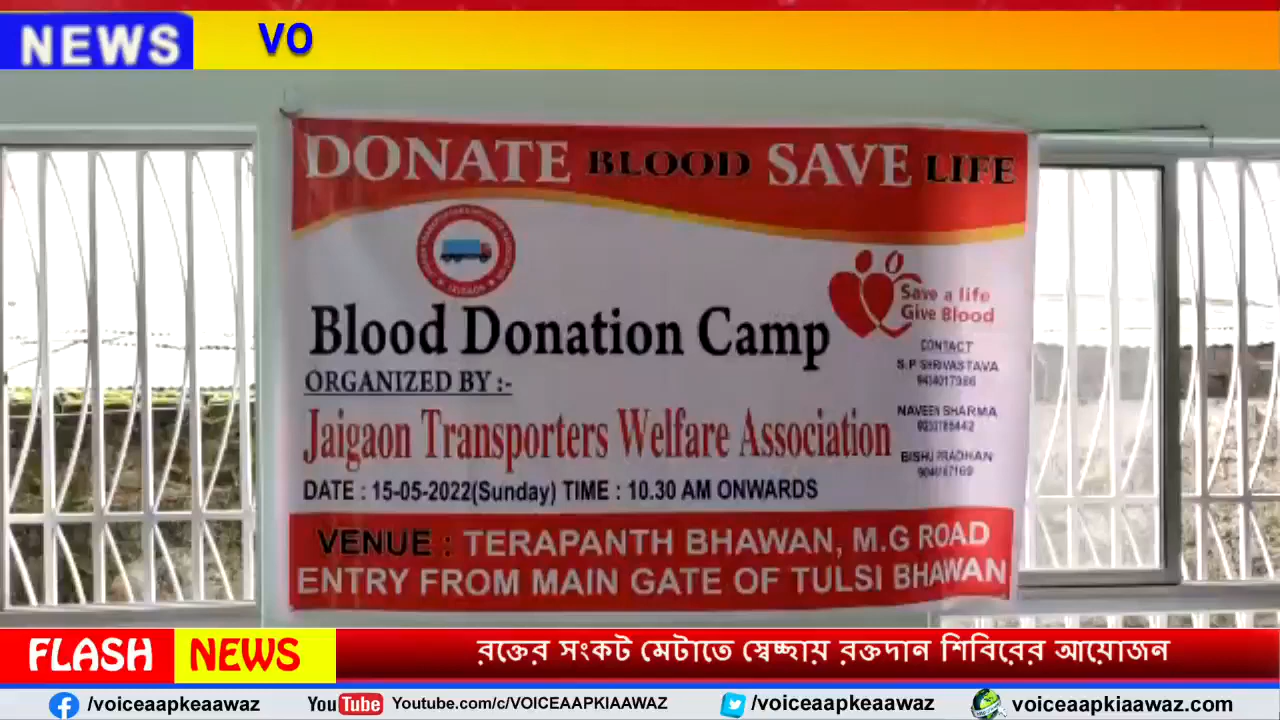 NEWS
VO
DONATE BLOOD SAVE LIFE
Save a life
Give Blood
Blood Donation Camp
CONTACT
S.P SHRIVASTAVA
ORGANIZED BY :-
NAVEEN SHARMA
Jaigaon Transporters Welfare Association
BISHU PRADHAN
DATE : 15-05-2022(Sunday) TIME : 10.30 AM ONWARDS
VENUE : TERAPANTH BHAWAN, M.G ROAD
ENTRY FROM MAIN GATE OF TULSI BHAWAN
FLASH NEWS
রক্তের সংকট মেটাতে স্বেচ্ছায় রক্তদান শিবিরের আয়োজন
/voiceaapkeaawaz
YouTube Youtube.com/c/VOICEAAPKIAAWAZ
/voiceaapkeaawaz
voiceaapkiaawaz.com